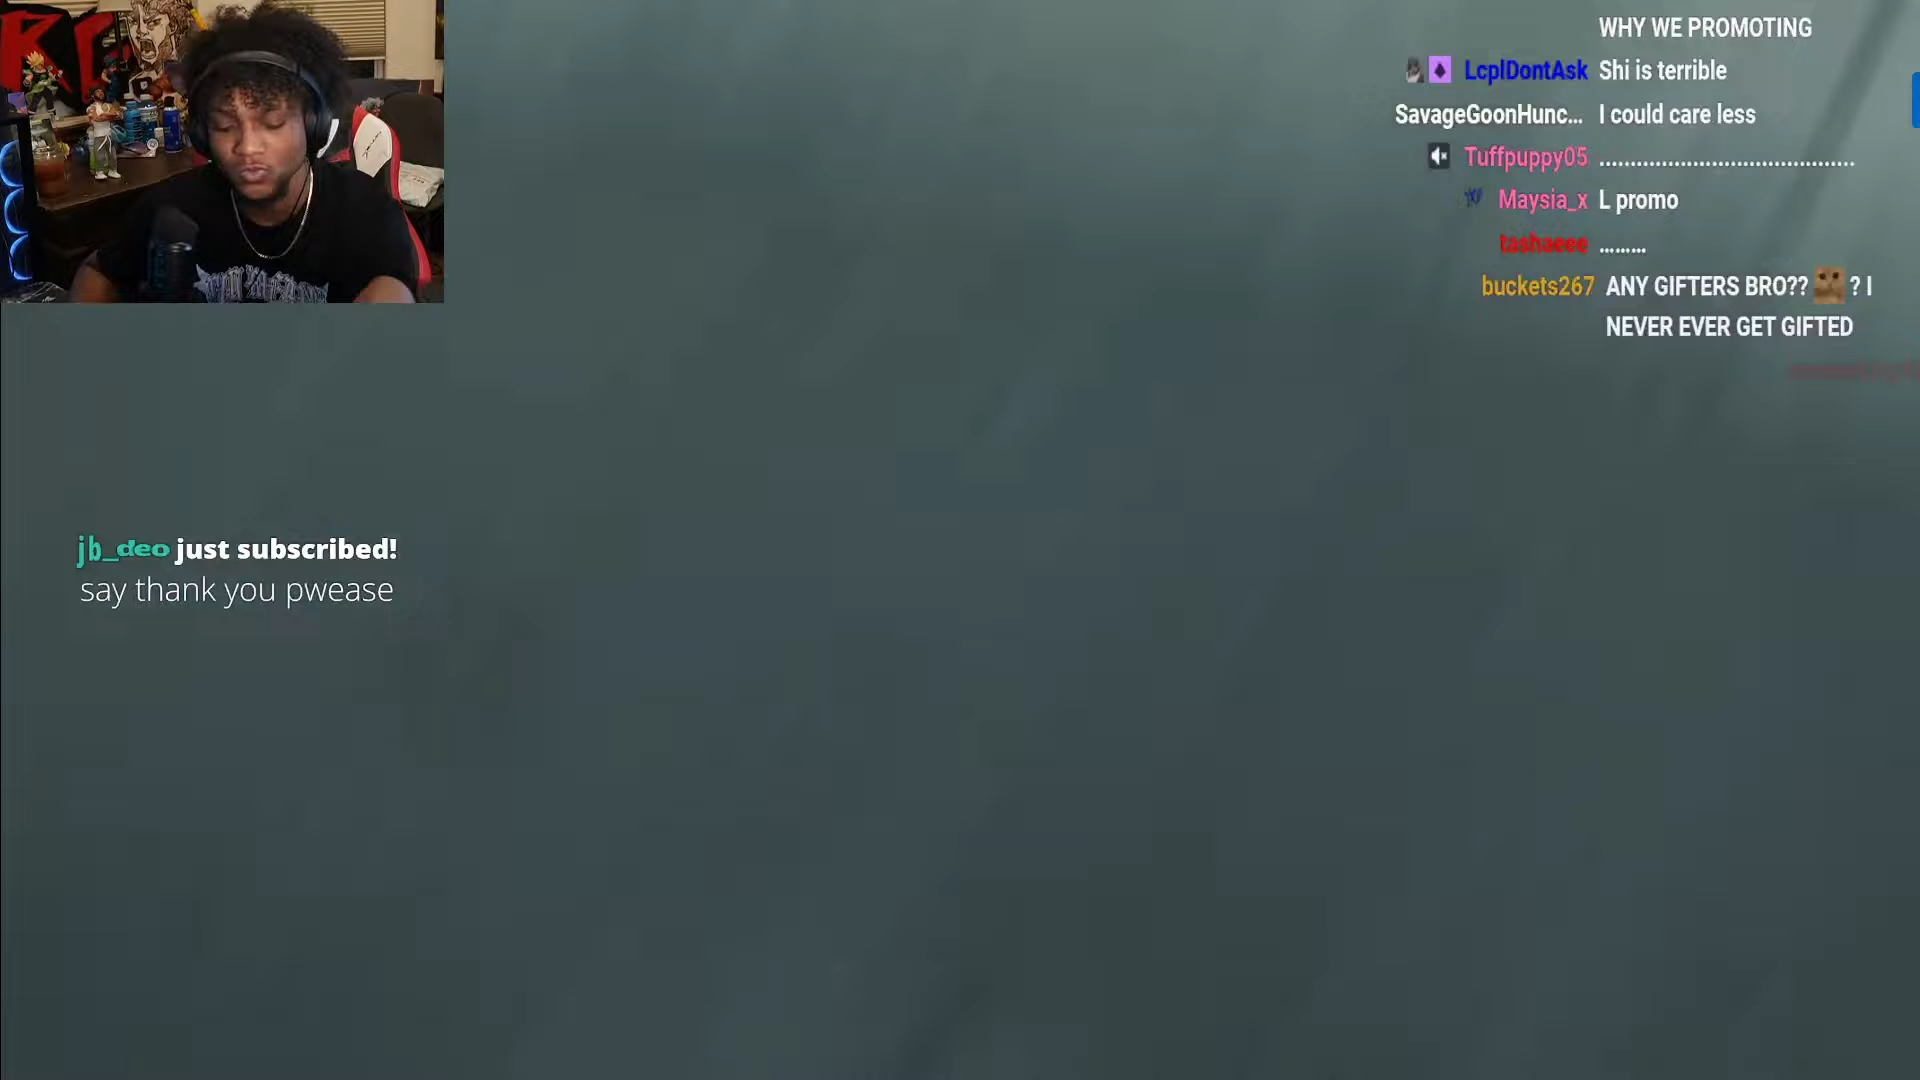 WHY WE PROMOTING
LcplDontAsk Shi is terrible
SavageGoonHunc... I could care less
Tuffpuppy05 .........................................
Maysia_x L promo
tashaeee .........
buckets267 ANY GIFTERS BRO?? ? I
NEVER EVER GET GIFTED
jb_deo just subscribed!
say thank you pwease